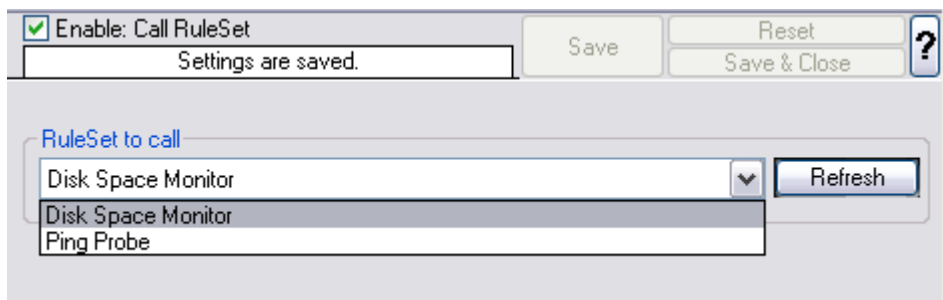 Enable: Call RuleSet
Settings are saved.
Save
Reset
Save & Close
?
RuleSet to call
Disk Space Monitor
Refresh
Disk Space Monitor
Ping Probe